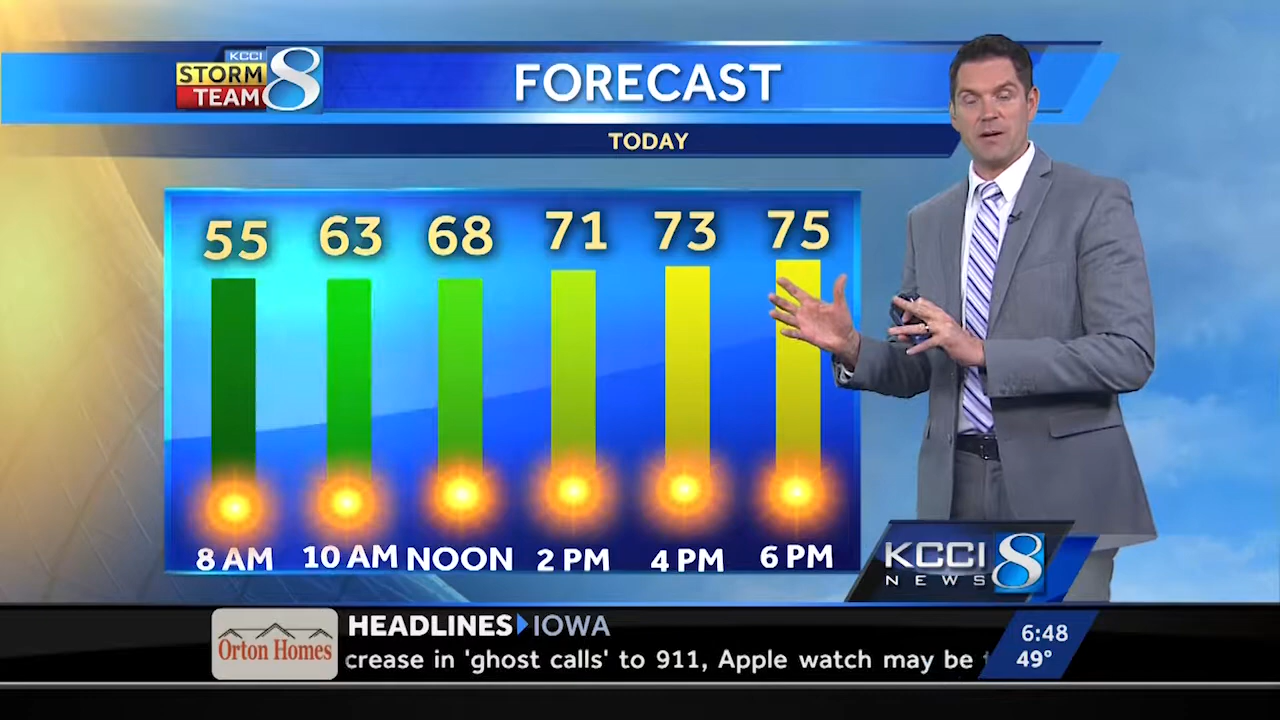 KCCI
STORM
TEAM 8
FORECAST
TODAY
55 63 68 71 73 75
8 AM 10 AM NOON 2 PM 4 PM 6 PM
KCCI 8
NEWS
Orton Homes
HEADLINES IOWA
crease in 'ghost calls' to 911, Apple watch may be
6:48
49°